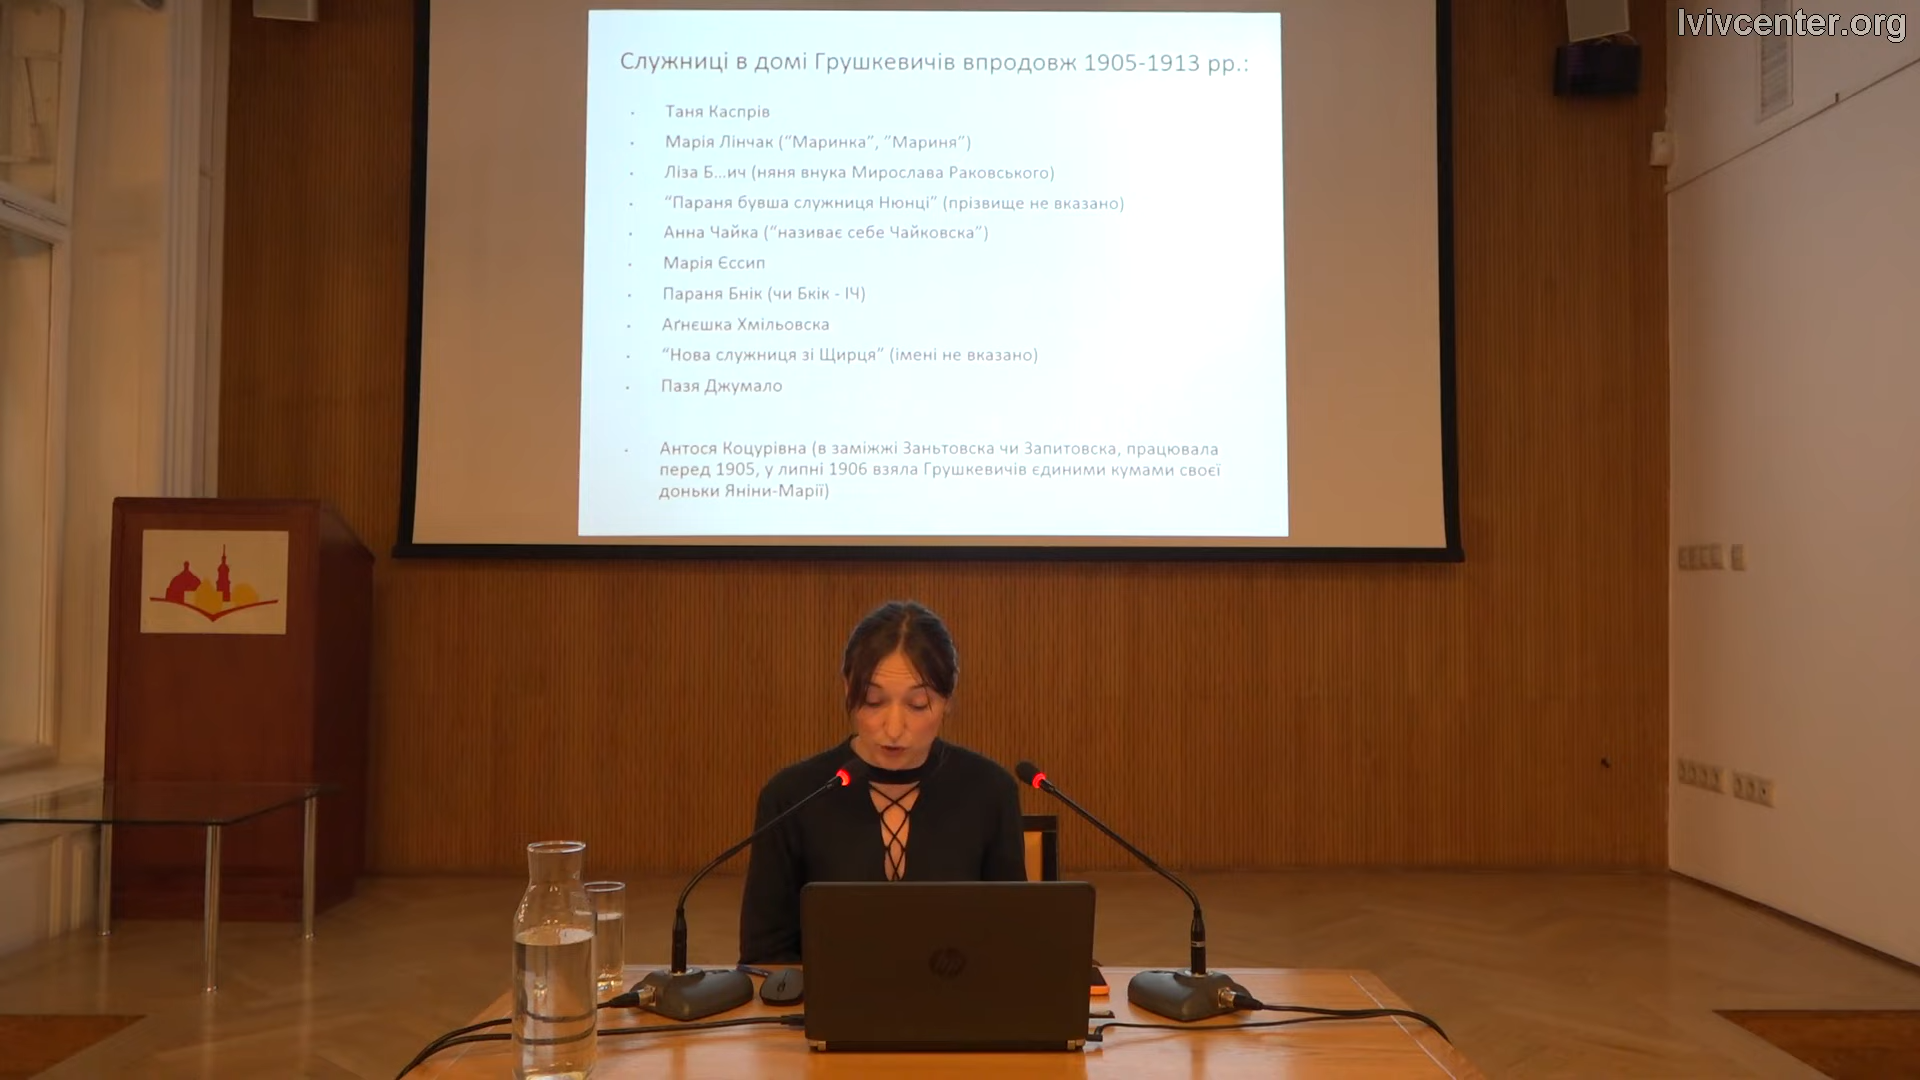 lvivcenter.org
Служниці в домі Грушкевичів впродовж 1905-1913 рр.:
• Таня Каспрів
• Марія Лінчак (“Маринка”, “Мариня”)
• Ліза Б...ич (няня внука Мирослава Раковського)
• “Параня бувша служниця Нюнці” (прізвище не вказано)
• Анна Чайка (“називає себе Чайковска”)
• Марія Єссип
• Параня Бнік (чи Бкік - ІЧ)
• Аґнєшка Хмільовска
• “Нова служниця зі Щирця” (імені не вказано)
• Пазя Джумало
• Антося Коцурівна (в заміжжі Заньтовска чи Запитовска, працювала
перед 1905, у липні 1906 взяла Грушкевичів єдиними кумами своєї
доньки Яніни-Марії)
hp